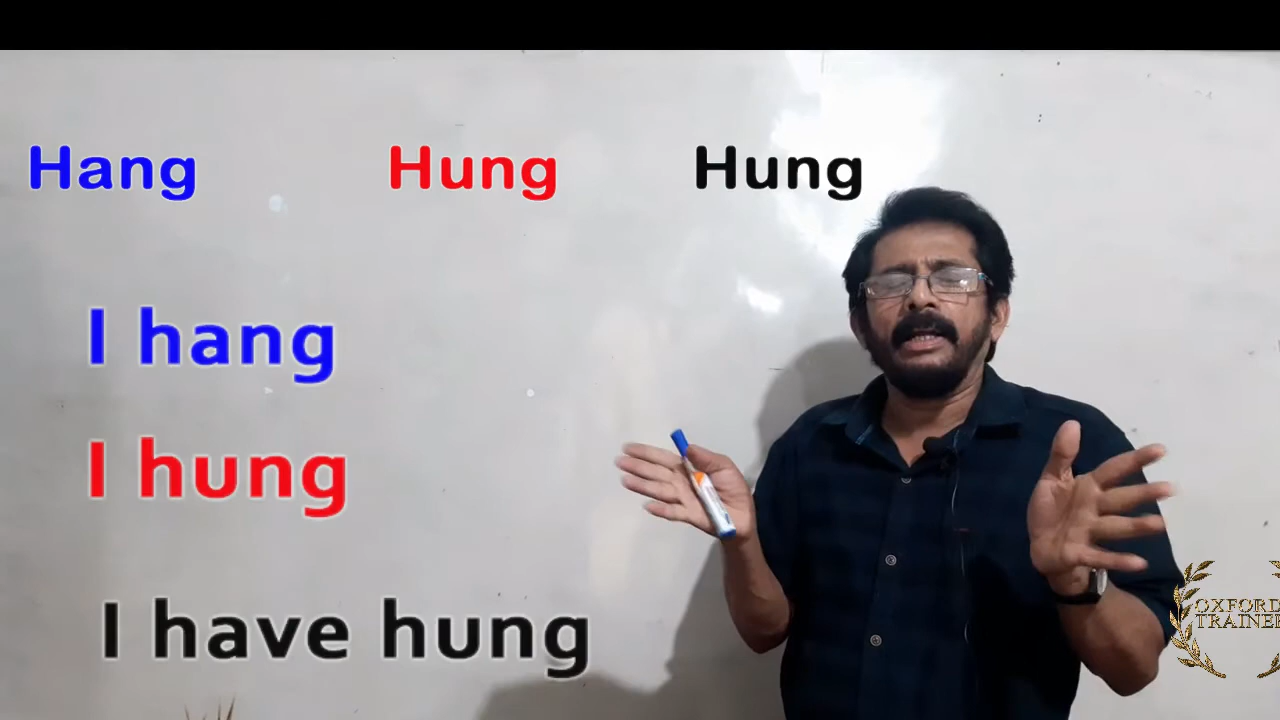 Hang Hung Hung
I hang
I hung
I have hung
OXFORD
TRAINER